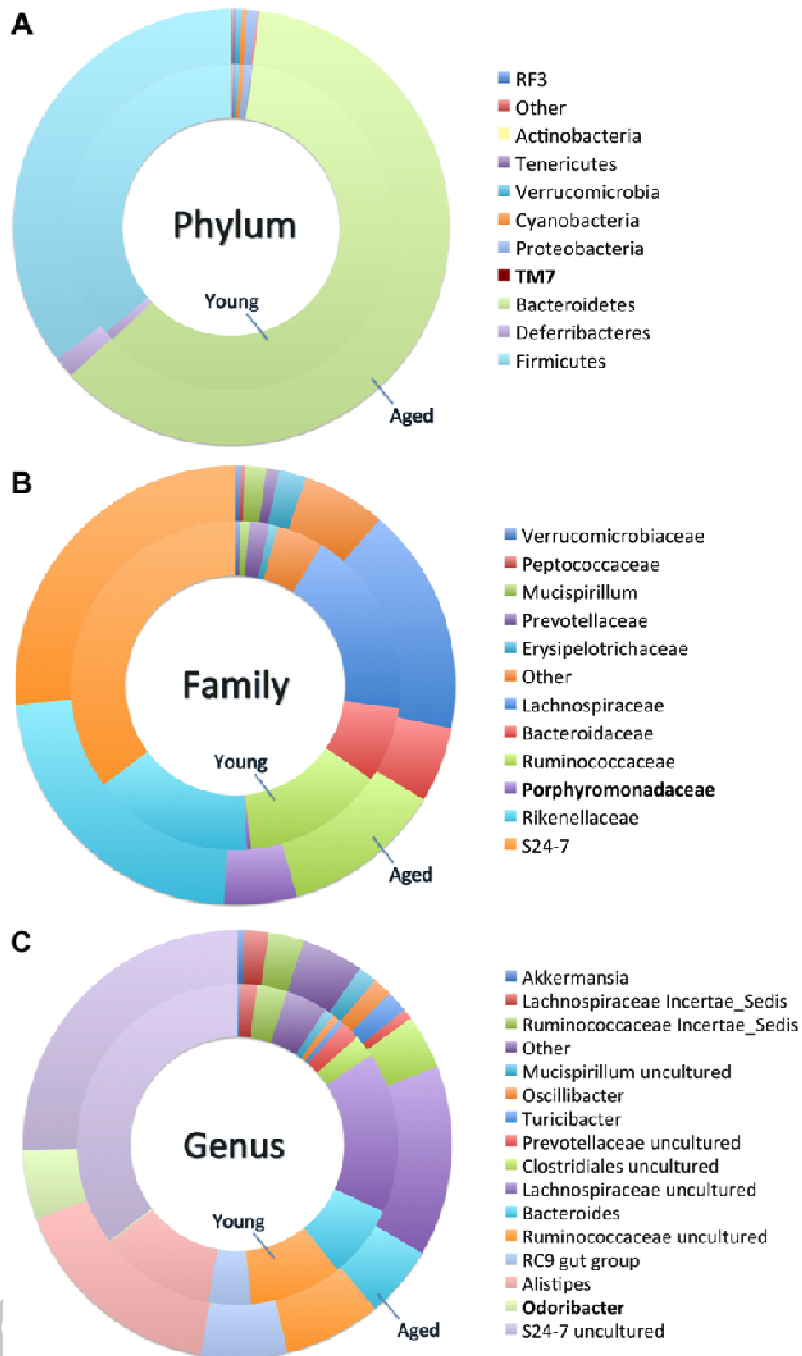 A
Phylum
Young
Aged
RF3
Other
Actinobacteria
Tenericutes
Verrucomicrobia
Cyanobacteria
Proteobacteria
TM7
Bacteroidetes
Deferribacteres
Firmicutes
B
Family
Young
Aged
Verrucomicrobiaceae
Peptococcaceae
Mucispirillum
Prevotellaceae
Erysipelotrichaceae
Other
Lachnospiraceae
Bacteroidaceae
Ruminococcaceae
Porphyromonadaceae
Rikenellaceae
S24-7
C
Genus
Young
Aged
Akkermansia
Lachnospiraceae Incertae_Sedis
Ruminococcaceae Incertae_Sedis
Other
Mucispirillum uncultured
Oscillibacter
Turicibacter
Prevotellaceae uncultured
Clostridiales uncultured
Lachnospiraceae uncultured
Bacteroides
Ruminococcaceae uncultured
RC9 gut group
Alistipes
Odoribacter
S24-7 uncultured